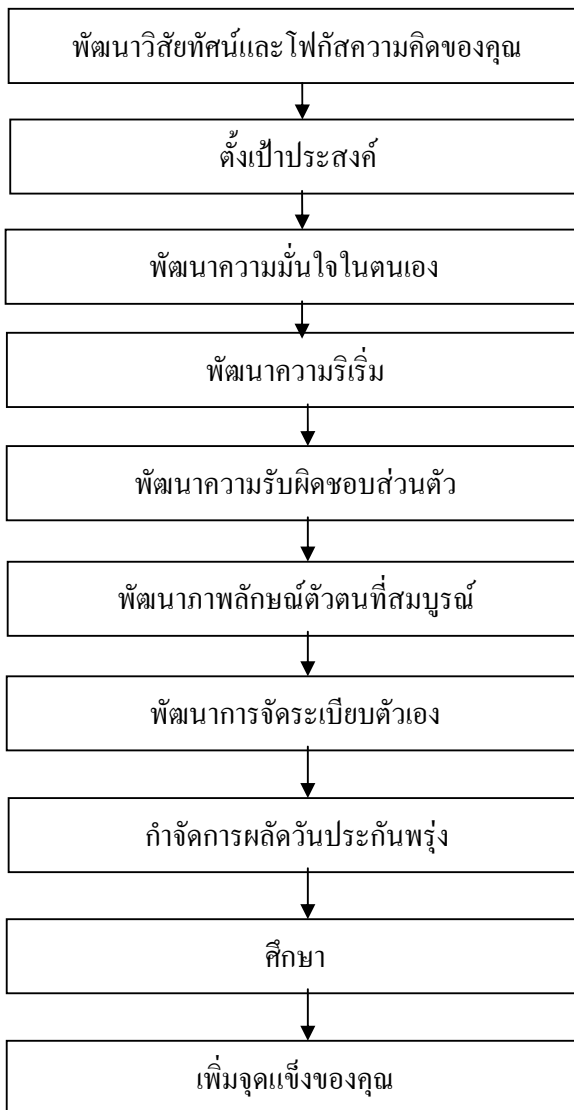 พัฒนาวิสัยทัศน์และโฟกัสความคิดของคุณ
ตั้งเป้าประสงค์
พัฒนาความมั่นใจในตนเอง
พัฒนาความริเริ่ม
พัฒนาความรับผิดชอบส่วนตัว
พัฒนาภาพลักษณ์ตัวตนที่สมบูรณ์
พัฒนาการจัดระเบียบตัวเอง
กำจัดการผลัดวันประกันพรุ่ง
ศึกษา
เพิ่มจุดแข็งของคุณ